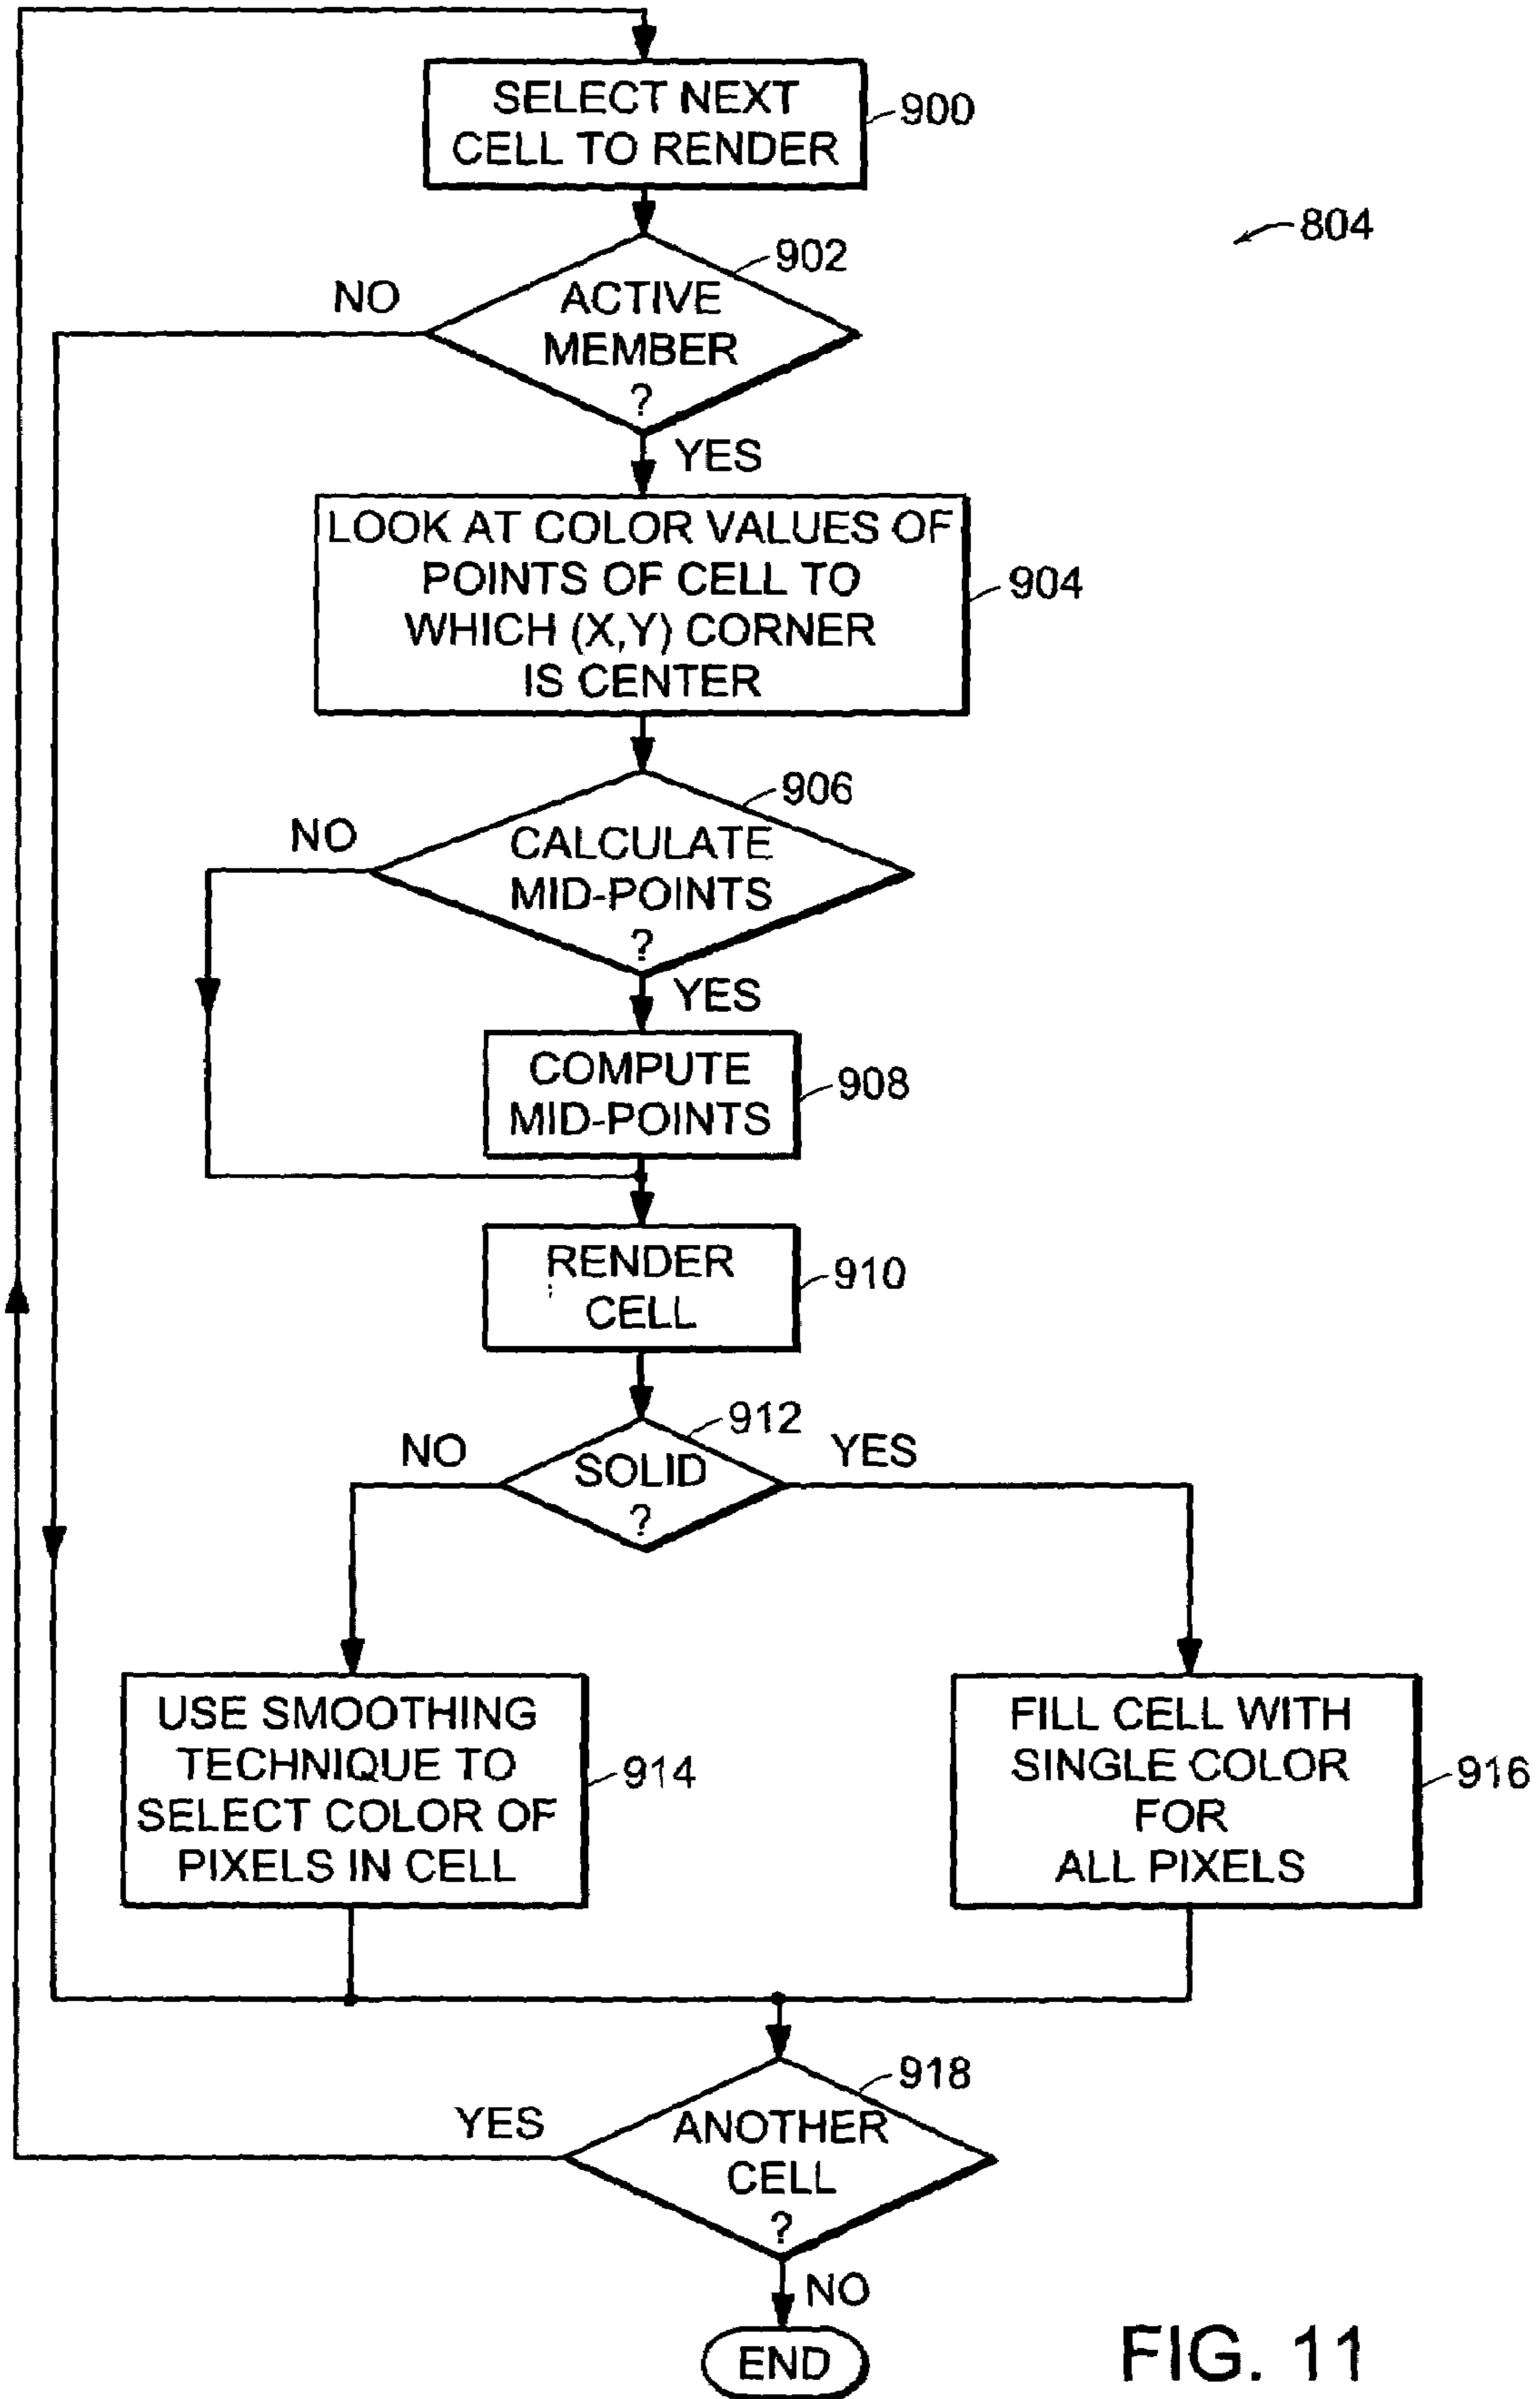 SELECT NEXT
CELL TO RENDER
900
804
902
NO
ACTIVE
MEMBER
?
YES
LOOK AT COLOR VALUES OF
POINTS OF CELL TO
WHICH (X,Y) CORNER
IS CENTER
904
906
NO
CALCULATE
MID-POINTS
?
YES
COMPUTE
MID-POINTS
908
RENDER
CELL
910
912
NO
SOLID
?
YES
USE SMOOTHING
TECHNIQUE TO
SELECT COLOR OF
PIXELS IN CELL
914
FILL CELL WITH
SINGLE COLOR
FOR
ALL PIXELS
916
918
YES
ANOTHER
CELL
?
NO
END
FIG. 11